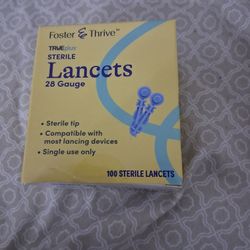 Foster & Thrive™
TRUEplus
STERILE
Lancets
28 Gauge
• Sterile tip
• Compatible with
most lancing devices
• Single use only
100 STERILE LANCETS